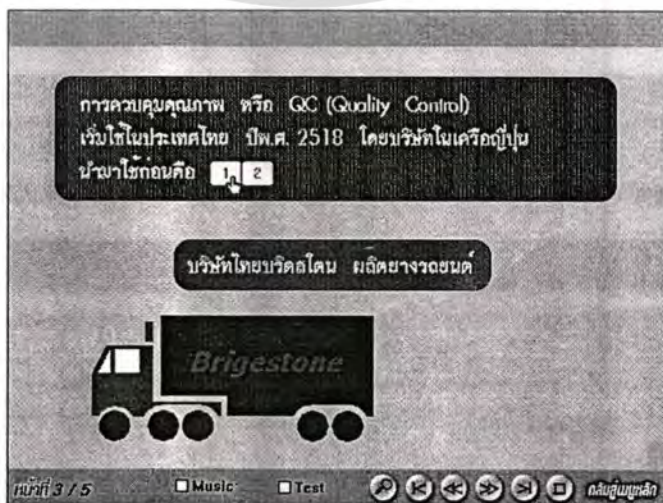 การควบคุมคุณภาพ หรือ QC (Quality Control)
เริ่มใช้ในประเทศไทย ปีพ.ศ. 2518 โดยบริษัทในเครือญี่ปุ่น
นำมาใช้ก่อนคือ 1 2
บริษัทไทยบริดสโตน ผลิตยางรถยนต์
Brigestone
หน้าที่ 3 / 5 Music Test กลับสู่เมนูหลัก